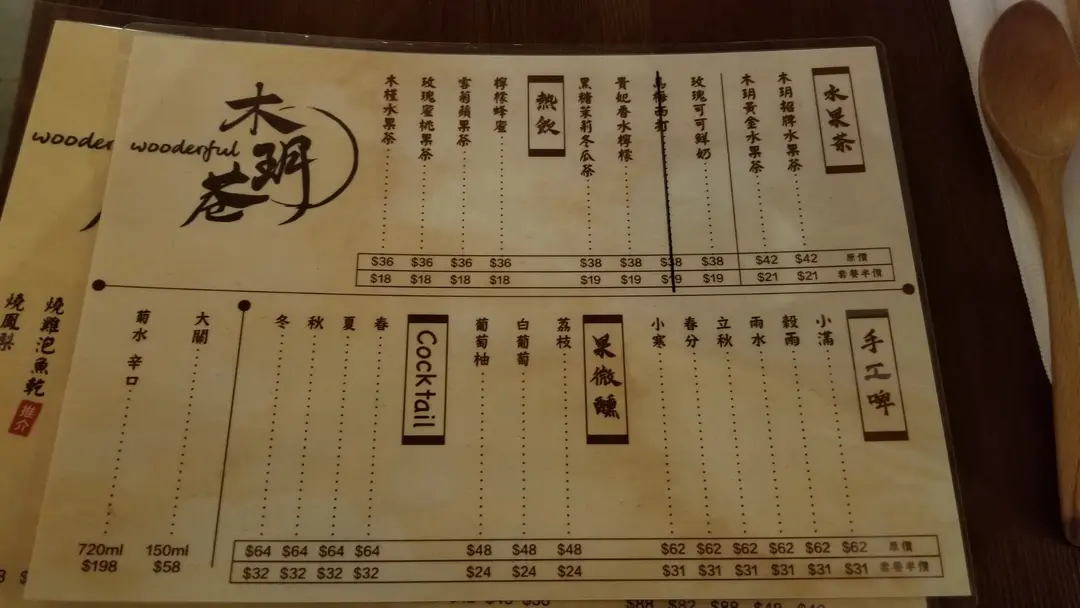 水果茶
木玥招牌水果茶 $42 $21
木玥黃金水果茶 $42 $21
玫瑰可可鮮奶 $38 $19
$38 $19
貴妃香水檸檬 $38 $19
黑糖茉莉冬瓜茶 $38 $19
熱飲
檸檬蜂蜜 $36 $18
雪菊蘋果茶 $36 $18
玫瑰蜜桃果茶 $36 $18
木槿水果茶 $36 $18
原價
套餐半價
木玥巷
wooderful
手工啤
小滿 $62 $31
穀雨 $62 $31
雨水 $62 $31
立秋 $62 $31
春分 $62 $31
小寒 $62 $31
果微醺
荔枝 $48 $24
白葡萄 $48 $24
葡萄柚 $48 $24
Cocktail
春 $64 $32
夏 $64 $32
秋 $64 $32
冬 $64 $32
原價
套餐半價
大關 150ml $58
菊水 辛口 720ml $198
wooder
燒雞泡魚乾
推介
燒鳳梨